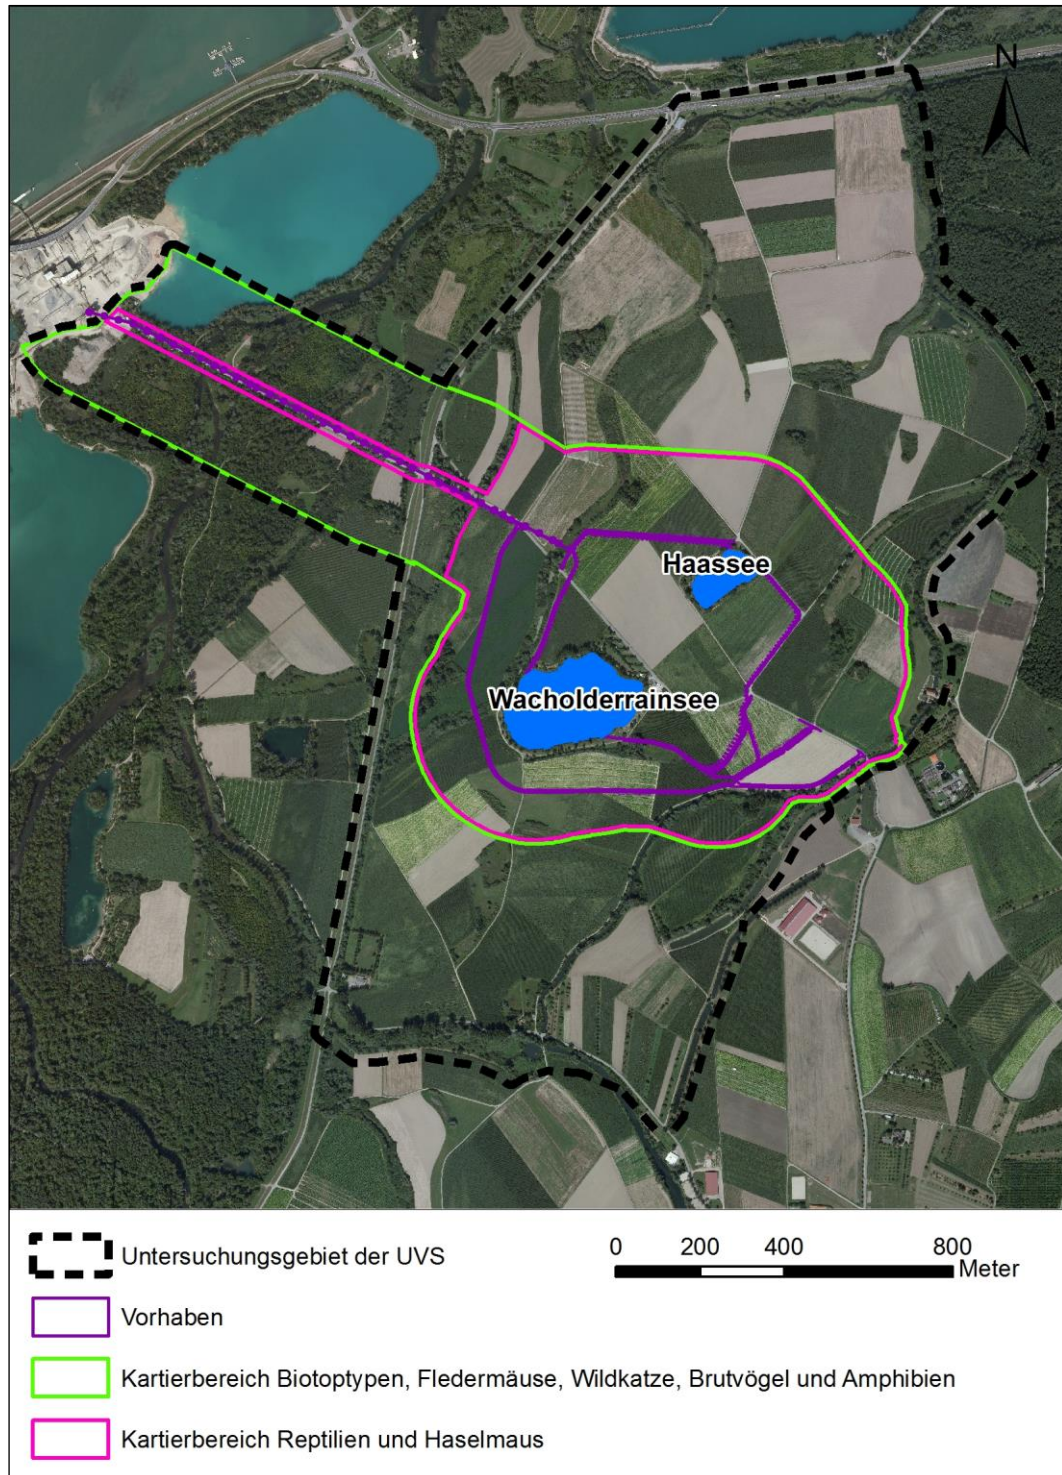 N
Haassee
Wacholderrainsee
Untersuchungsgebiet der UVS
0 200 400 800
Meter
Vorhaben
Kartierbereich Biotoptypen, Fledermäuse, Wildkatze, Brutvögel und Amphibien
Kartierbereich Reptilien und Haselmaus